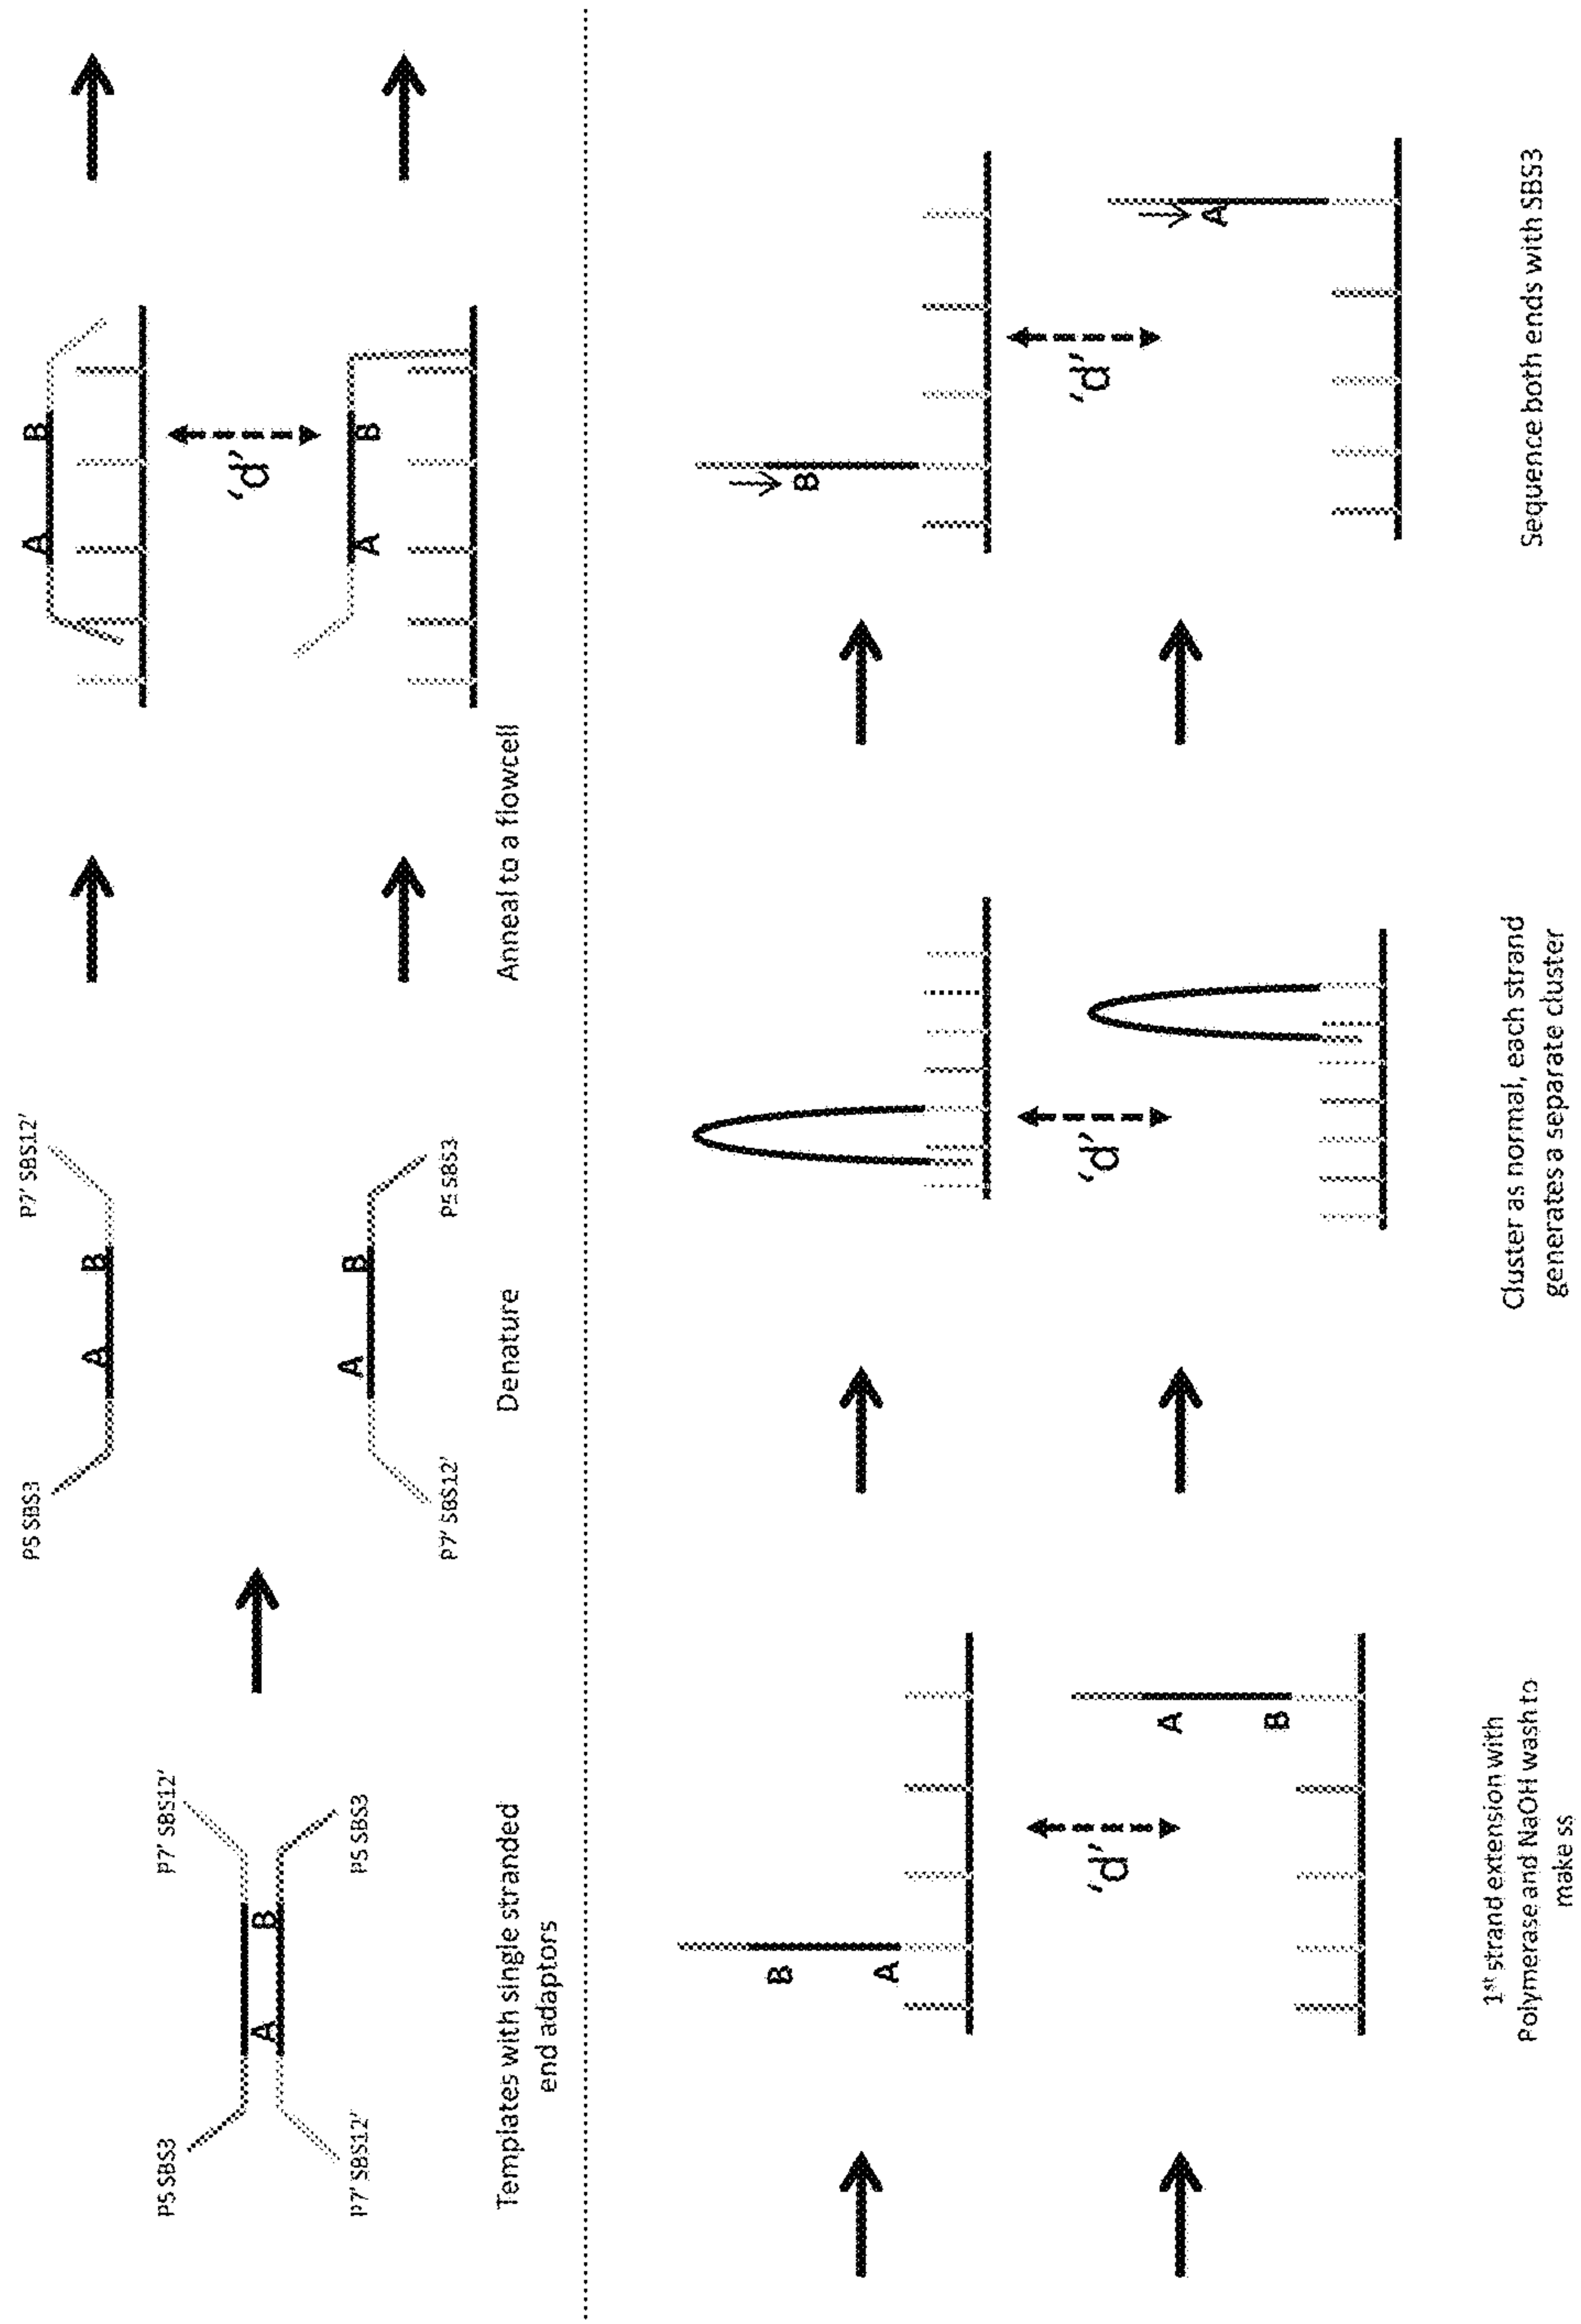 P5 SBS3
P7' SBS12'
A
B
P7' SBS12'
P5 SBS3
Templates with single stranded
end adaptors
P5 SBS3
P7' SBS12'
A
B
A
B
P7' SBS12'
P5 SBS3
Denature
A
B
'd'
A
B
Anneal to a flowcell
B
A
'd'
A
B
1st strand extension with
Polymerase and NaOH wash to
make ss
'd'
Cluster as normal, each strand
generates a separate cluster
B
'd'
A
Sequence both ends with SBS3